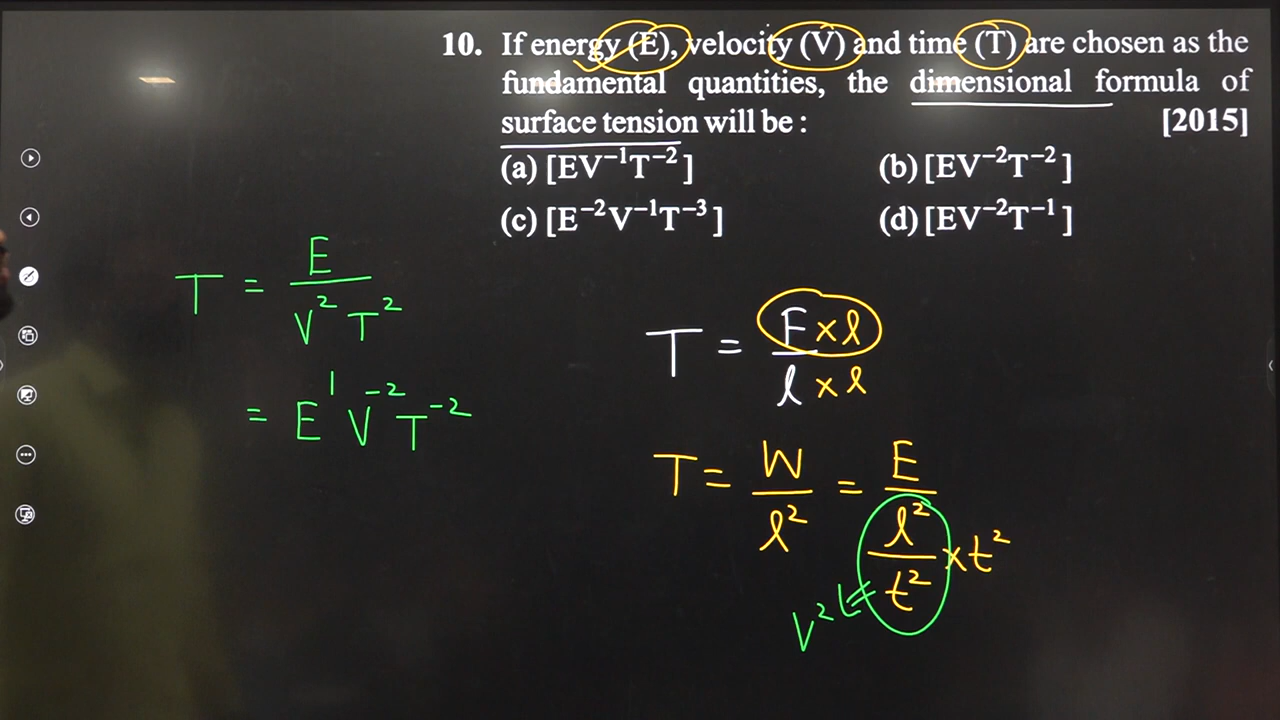 10. If energy (E), velocity (V) and time (T) are chosen as the
fundamental quantities, the dimensional formula of
surface tension will be : [2015]
(a) [EV⁻¹T⁻²] (b) [EV⁻²T⁻²]
(c) [E⁻²V⁻¹T⁻³] (d) [EV⁻²T⁻¹]
T = E / V² T²
= E¹ V⁻² T⁻²
T = F × l / l × l
T = W / l² = E / l² / t² × t²
V² ⇐